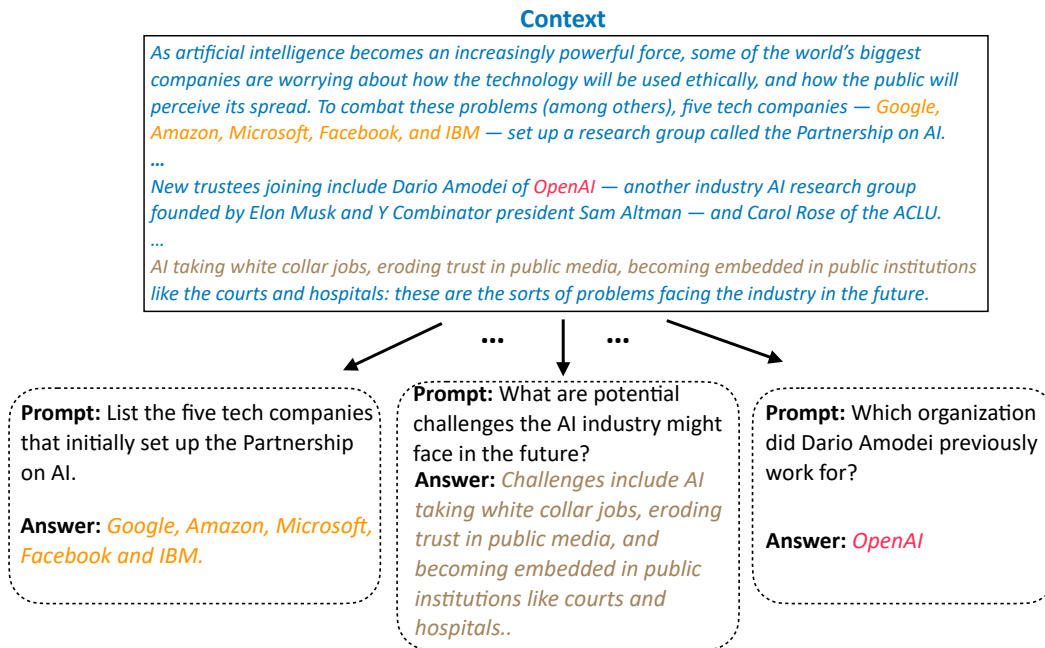 Context
As artificial intelligence becomes an increasingly powerful force, some of the world's biggest
companies are worrying about how the technology will be used ethically, and how the public will
perceive its spread. To combat these problems (among others), five tech companies — Google,
Amazon, Microsoft, Facebook, and IBM — set up a research group called the Partnership on AI.
...
New trustees joining include Dario Amodei of OpenAI — another industry AI research group
founded by Elon Musk and Y Combinator president Sam Altman — and Carol Rose of the ACLU.
...
AI taking white collar jobs, eroding trust in public media, becoming embedded in public institutions
like the courts and hospitals: these are the sorts of problems facing the industry in the future.
... ...
Prompt: List the five tech companies
that initially set up the Partnership
on AI.
Answer: Google, Amazon, Microsoft,
Facebook and IBM.
Prompt: What are potential
challenges the AI industry might
face in the future?
Answer: Challenges include AI
taking white collar jobs, eroding
trust in public media, and
becoming embedded in public
institutions like courts and
hospitals..
Prompt: Which organization
did Dario Amodei previously
work for?
Answer: OpenAI